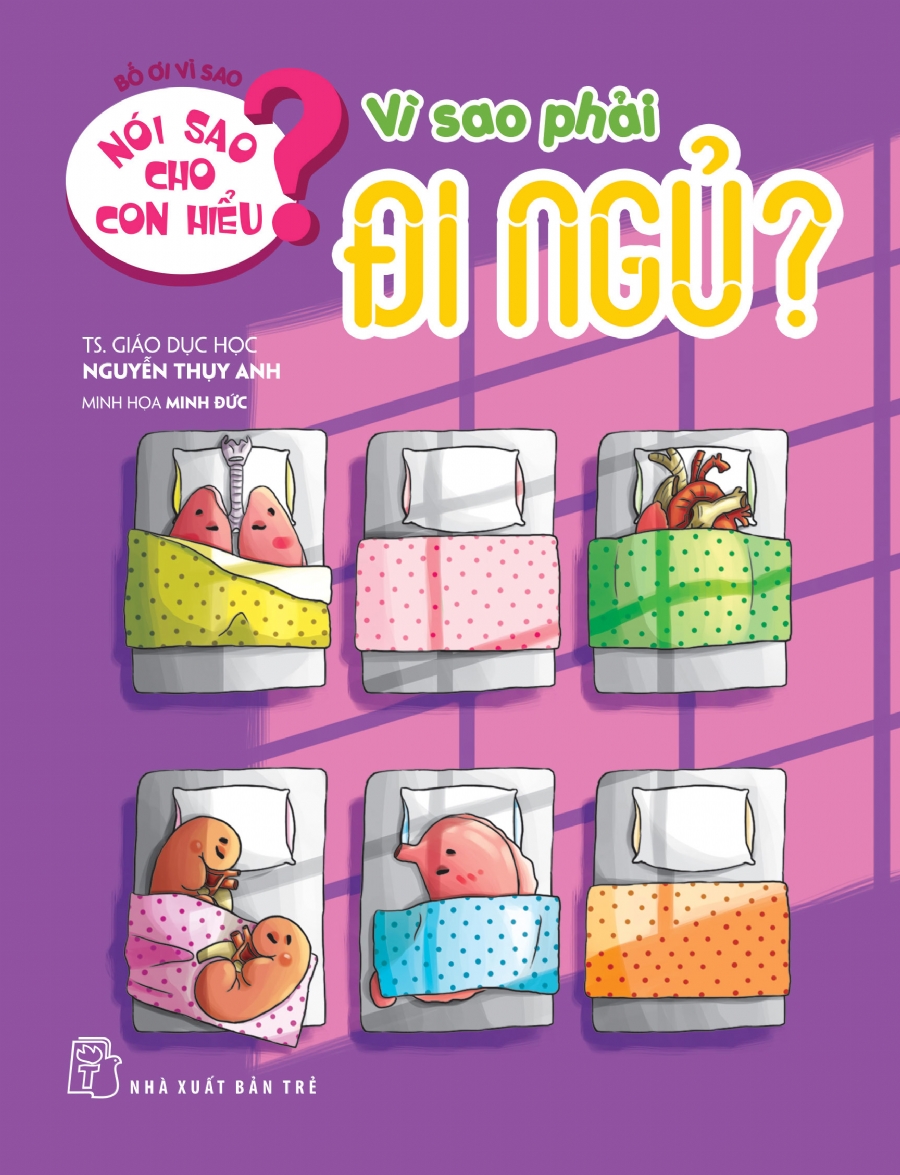 BỐ ƠI VÌ SAO
NÓI SAO
CHO
CON HIỂU
?
Vì sao phải
ĐI NGỦ?
TS. GIÁO DỤC HỌC
NGUYỄN THỤY ANH
MINH HỌA MINH ĐỨC
T
NHÀ XUẤT BẢN TRẺ